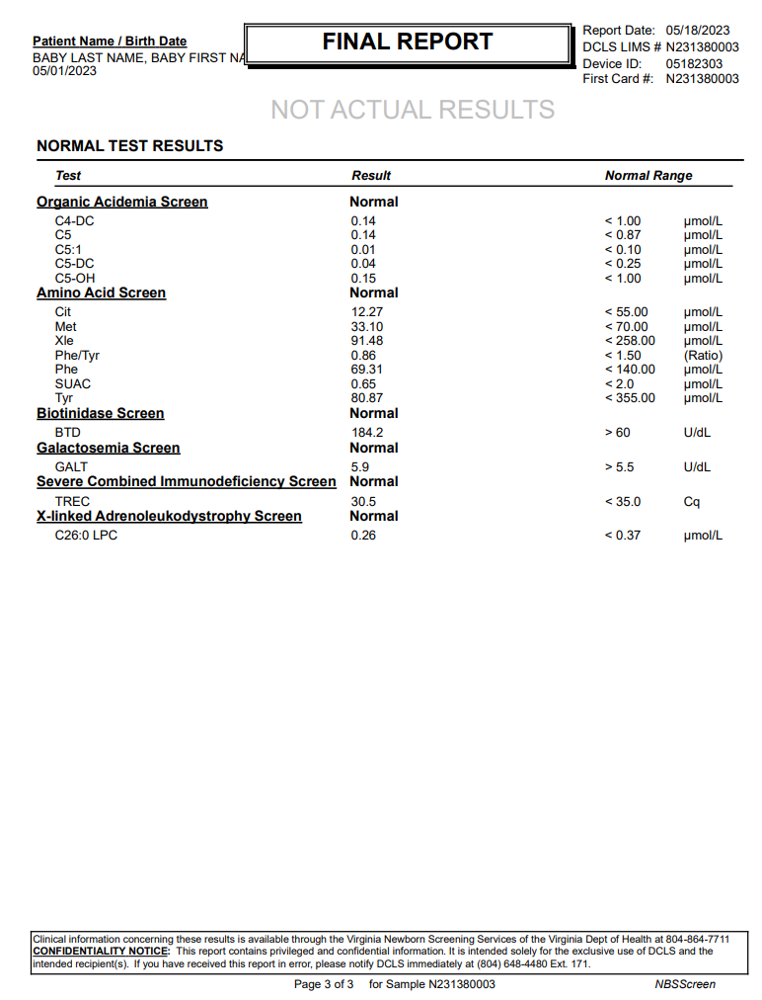 Patient Name / Birth Date
BABY LAST NAME, BABY FIRST NA
05/01/2023
FINAL REPORT
Report Date: 05/18/2023
DCLS LIMS # N231380003
Device ID: 05182303
First Card #: N231380003
NOT ACTUAL RESULTS
NORMAL TEST RESULTS
Test Result Normal Range
Organic Acidemia Screen Normal
C4-DC 0.14 < 1.00 µmol/L
C5 0.14 < 0.87 µmol/L
C5:1 0.01 < 0.10 µmol/L
C5-DC 0.04 < 0.25 µmol/L
C5-OH 0.15 < 1.00 µmol/L
Amino Acid Screen Normal
Cit 12.27 < 55.00 µmol/L
Met 33.10 < 70.00 µmol/L
Xle 91.48 < 258.00 µmol/L
Phe/Tyr 0.86 < 1.50 (Ratio)
Phe 69.31 < 140.00 µmol/L
SUAC 0.65 < 2.0 µmol/L
Tyr 80.87 < 355.00 µmol/L
Biotinidase Screen Normal
BTD 184.2 > 60 U/dL
Galactosemia Screen Normal
GALT 5.9 > 5.5 U/dL
Severe Combined Immunodeficiency Screen Normal
TREC 30.5 < 35.0 Cq
X-linked Adrenoleukodystrophy Screen Normal
C26:0 LPC 0.26 < 0.37 µmol/L
Clinical information concerning these results is available through the Virginia Newborn Screening Services of the Virginia Dept of Health at 804-864-7711
CONFIDENTIALITY NOTICE: This report contains privileged and confidential information. It is intended solely for the exclusive use of DCLS and the
intended recipient(s). If you have received this report in error, please notify DCLS immediately at (804) 648-4480 Ext. 171.
Page 3 of 3 for Sample N231380003 NBSScreen